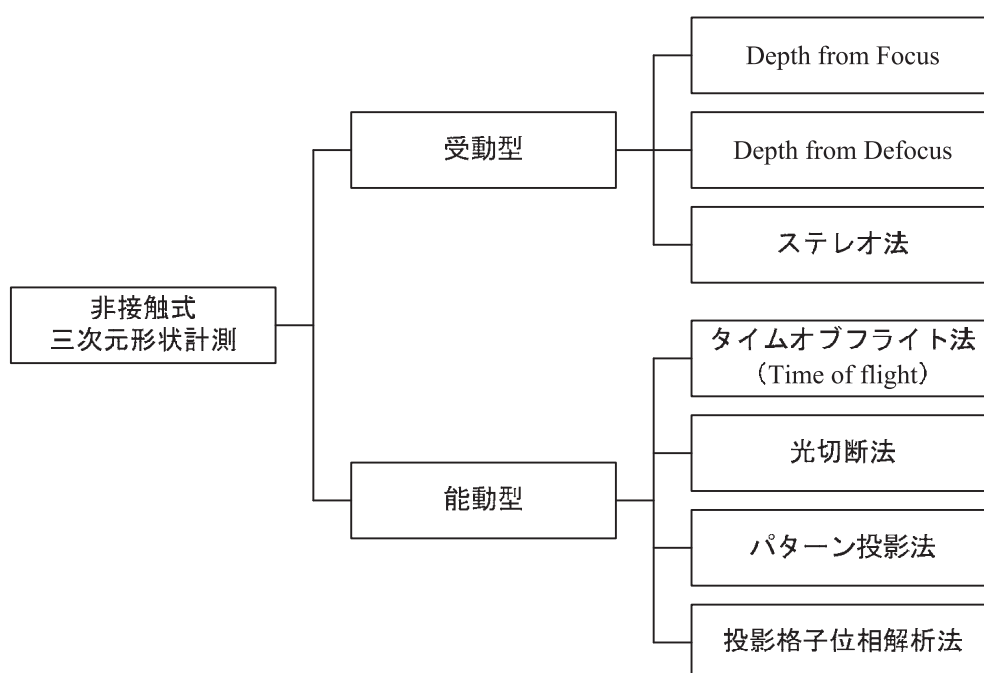 非接触式
三次元形状計測
受動型
Depth from Focus
Depth from Defocus
ステレオ法
能動型
タイムオブフライト法
（Time of flight）
光切断法
パターン投影法
投影格子位相解析法